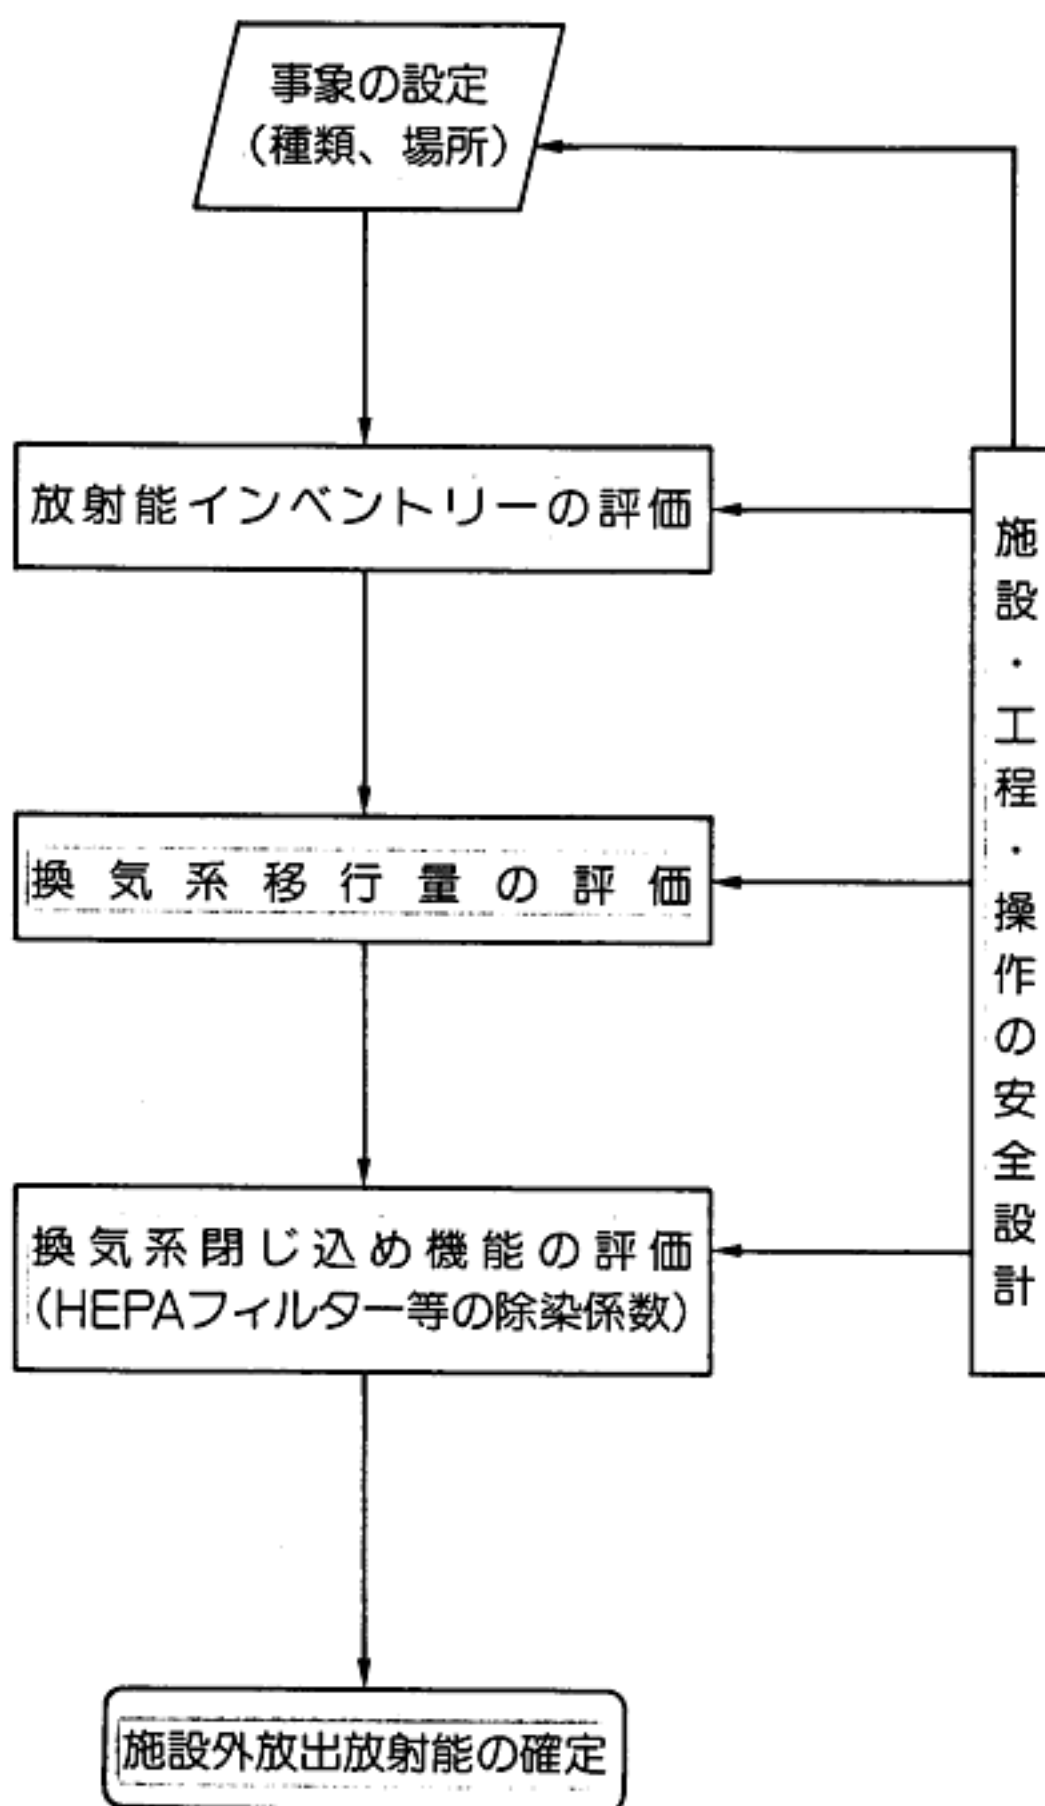 事象の設定
（種類、場所）
放射能インベントリーの評価
換気系移行量の評価
換気系閉じ込め機能の評価
（HEPAフィルター等の除染係数）
施設外放出放射能の確定
施設・工程・操作の安全設計